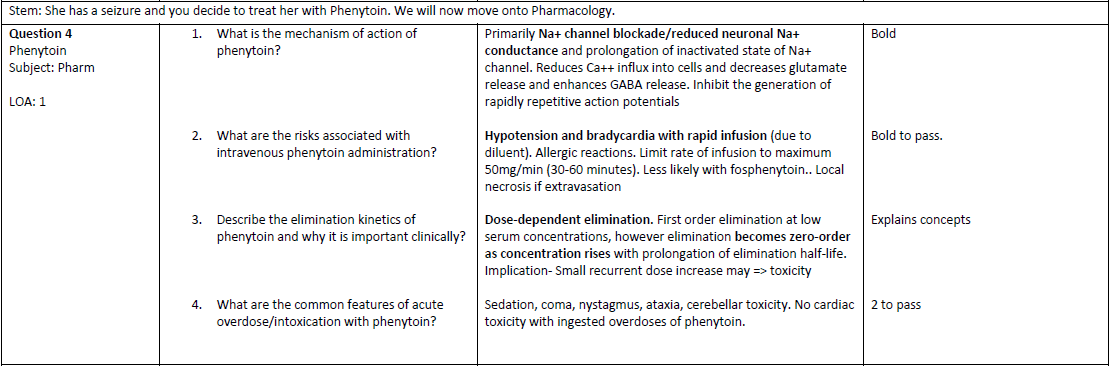 Stem: She has a seizure and you decide to treat her with Phenytoin. We will now move onto Pharmacology.
Question 4
Phenytoin
Subject: Pharm
LOA: 1
1. What is the mechanism of action of
phenytoin?
Primarily Na+ channel blockade/reduced neuronal Na+
conductance and prolongation of inactivated state of Na+
channel. Reduces Ca++ influx into cells and decreases glutamate
release and enhances GABA release. Inhibit the generation of
rapidly repetitive action potentials
Bold
2. What are the risks associated with
intravenous phenytoin administration?
Hypotension and bradycardia with rapid infusion (due to
diluent). Allergic reactions. Limit rate of infusion to maximum
50mg/min (30-60 minutes). Less likely with fosphenytoin.. Local
necrosis if extravasation
Bold to pass.
3. Describe the elimination kinetics of
phenytoin and why it is important clinically?
Dose-dependent elimination. First order elimination at low
serum concentrations, however elimination becomes zero-order
as concentration rises with prolongation of elimination half-life.
Implication- Small recurrent dose increase may => toxicity
Explains concepts
4. What are the common features of acute
overdose/intoxication with phenytoin?
Sedation, coma, nystagmus, ataxia, cerebellar toxicity. No cardiac
toxicity with ingested overdoses of phenytoin.
2 to pass